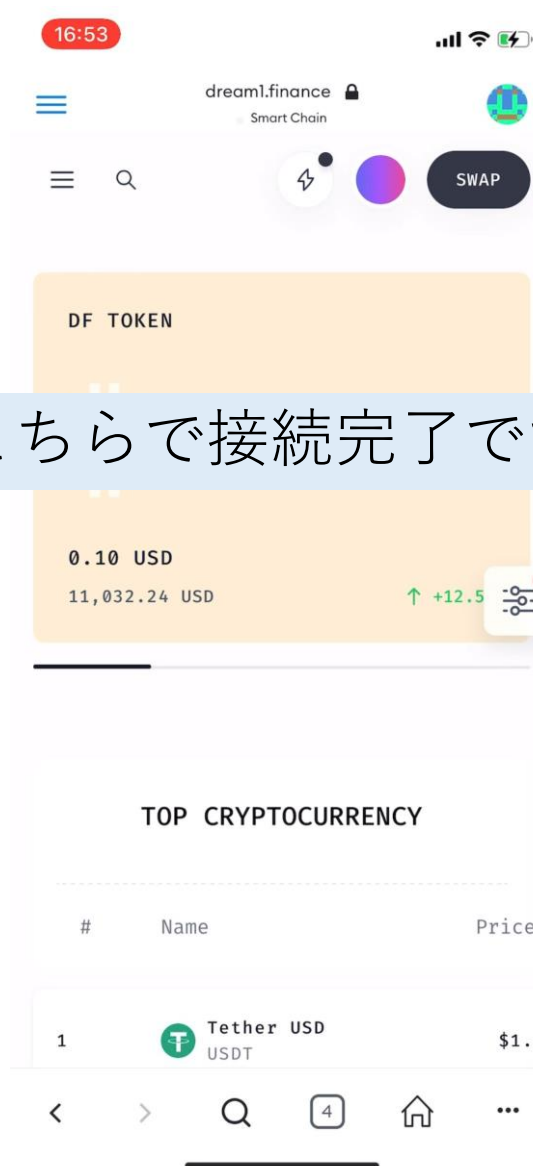 16:53
dream1.finance
Smart Chain
SWAP
DF TOKEN
ちらで接続完了で
0.10 USD
11,032.24 USD
↑ +12.5
TOP CRYPTOCURRENCY
# Name Price
1 Tether USD $1.
USDT
4